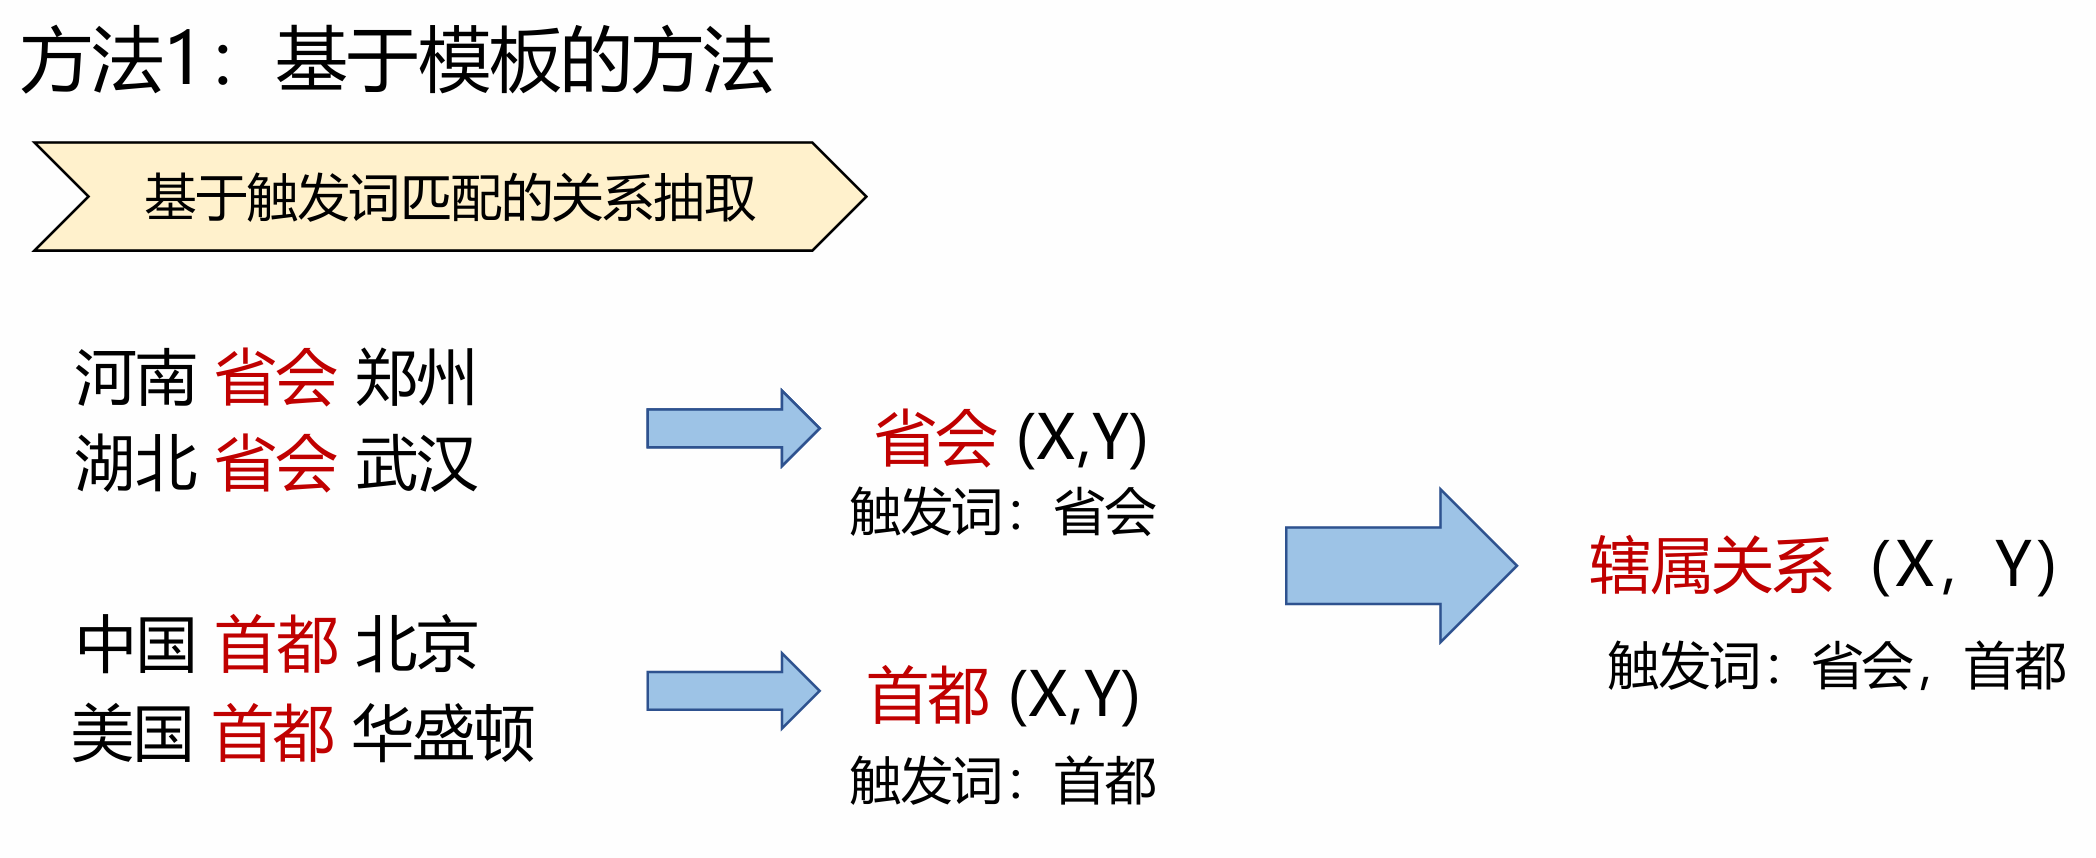 方法1：基于模板的方法
基于触发词匹配的关系抽取
河南 省会 郑州
湖北 省会 武汉
省会 (X,Y)
触发词：省会
中国 首都 北京
美国 首都 华盛顿
首都 (X,Y)
触发词：首都
辖属关系（X，Y）
触发词：省会，首都